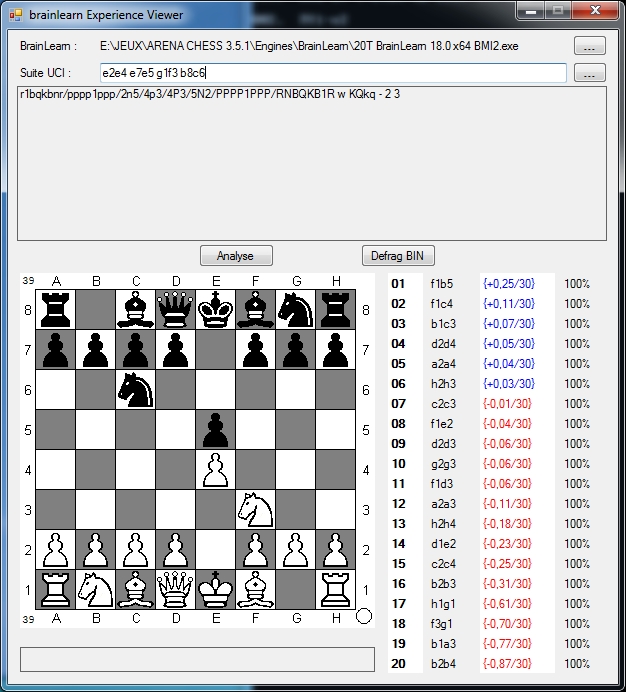 brainlearn Experience Viewer
BrainLearn : E:\JEUX\ARENA CHESS 3.5.1\Engines\BrainLearn\20T BrainLearn 18.0 x64 BMI2.exe ...
Suite UCI : e2e4 e7e5 g1f3 b8c6 ...
r1bqkbnr/pppp1ppp/2n5/4p3/4P3/5N2/PPPP1PPP/RNBQKB1R w KQkq - 2 3
Analyse Defrag BIN
39 A B C D E F G H
8 8
7 7
6 6
5 5
4 4
3 3
2 2
1 1
39 A B C D E F G H
01 f1b5 {+0,25/30} 100%
02 f1c4 {+0,11/30} 100%
03 b1c3 {+0,07/30} 100%
04 d2d4 {+0,05/30} 100%
05 a2a4 {+0,04/30} 100%
06 h2h3 {+0,03/30} 100%
07 c2c3 {-0,01/30} 100%
08 f1e2 {-0,04/30} 100%
09 d2d3 {-0,06/30} 100%
10 g2g3 {-0,06/30} 100%
11 f1d3 {-0,06/30} 100%
12 a2a3 {-0,11/30} 100%
13 h2h4 {-0,18/30} 100%
14 d1e2 {-0,23/30} 100%
15 c2c4 {-0,25/30} 100%
16 b2b3 {-0,31/30} 100%
17 h1g1 {-0,61/30} 100%
18 f3g1 {-0,70/30} 100%
19 b1a3 {-0,77/30} 100%
20 b2b4 {-0,87/30} 100%